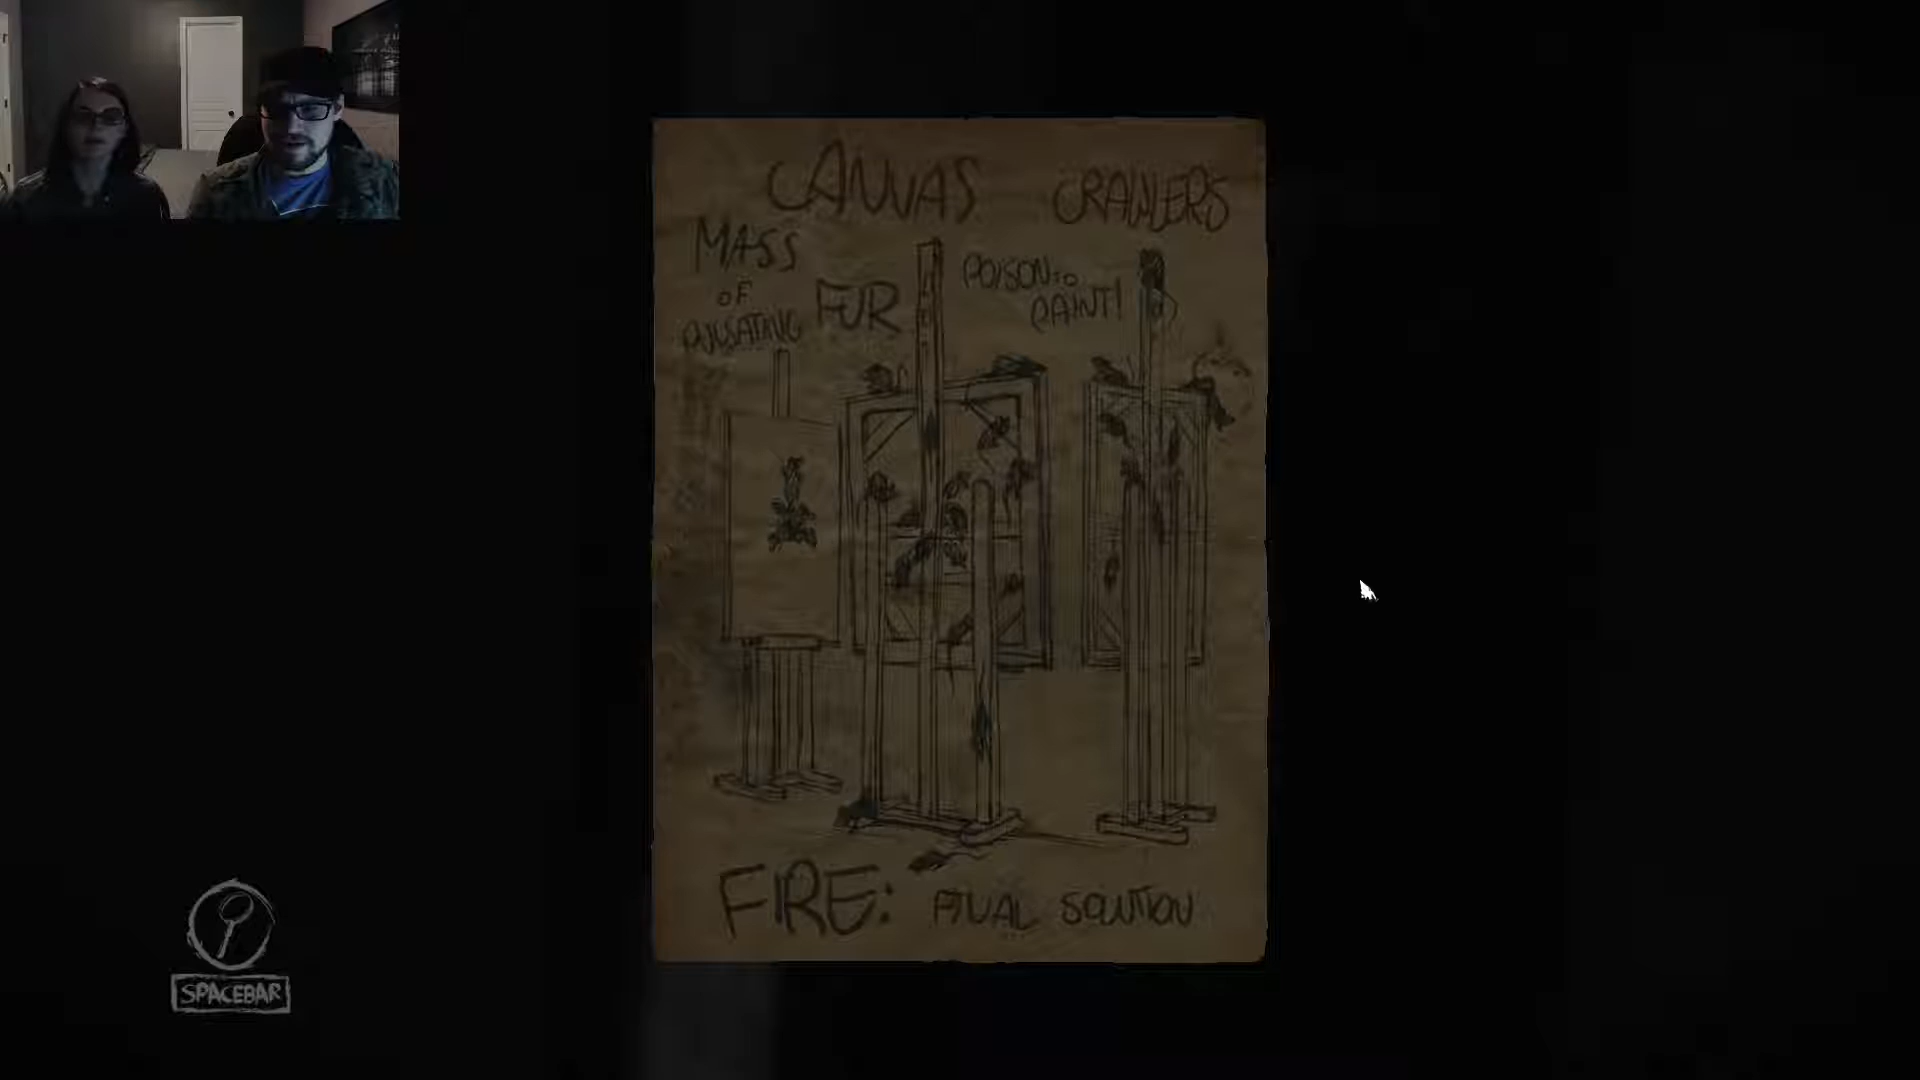 CANVAS CRAWLERS
MASS
OF
PULSATING FUR
POISON TO
PAINT!
FIRE: FINAL SOLUTION
SPACEBAR